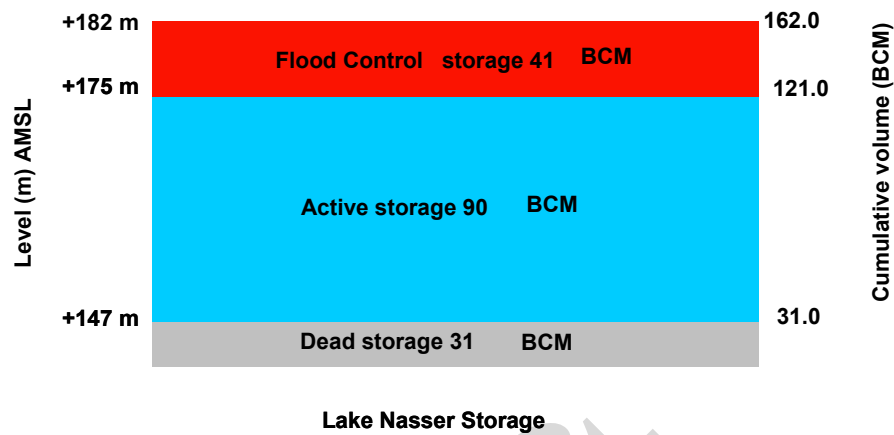 +182 m
162.0
Flood Control storage 41 BCM
+175 m
121.0
Level (m) AMSL
Cumulative volume (BCM)
Active storage 90 BCM
+147 m
31.0
Dead storage 31 BCM
Lake Nasser Storage